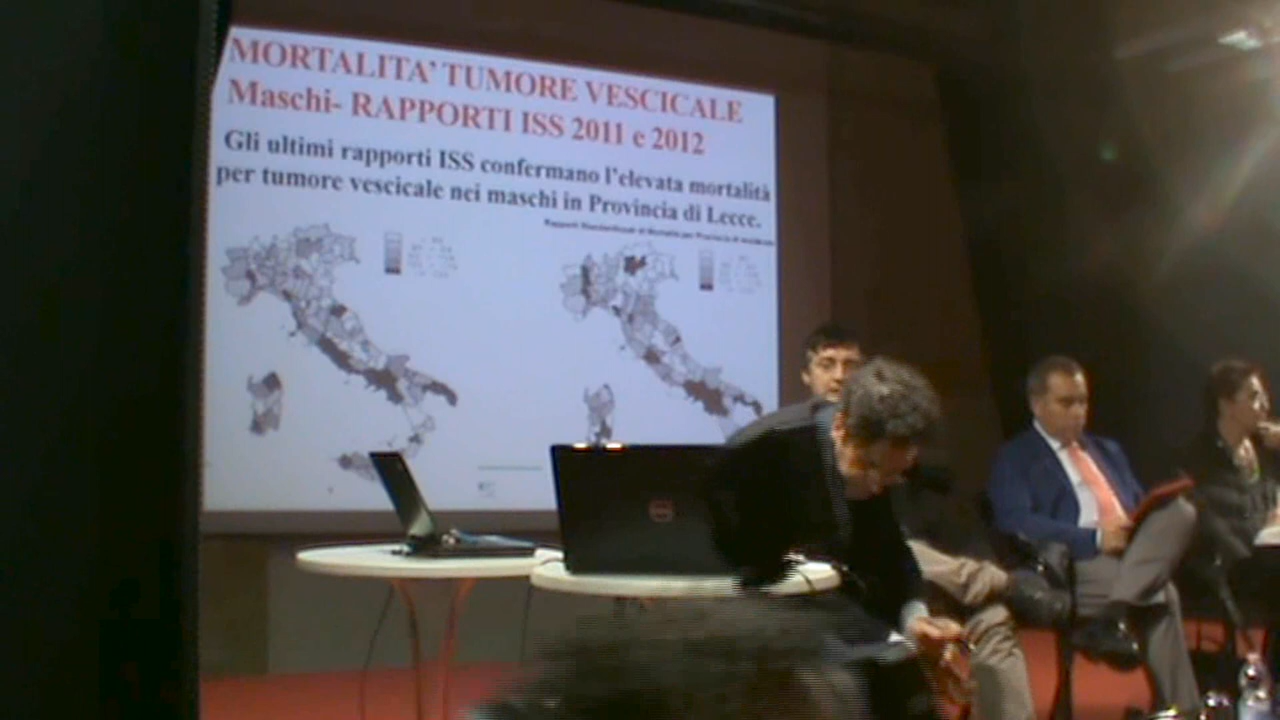 MORTALITA' TUMORE VESCICALE
Maschi- RAPPORTI ISS 2011 e 2012
Gli ultimi rapporti ISS confermano l'elevata mortalità
per tumore vescicale nei maschi in Provincia di Lecce.